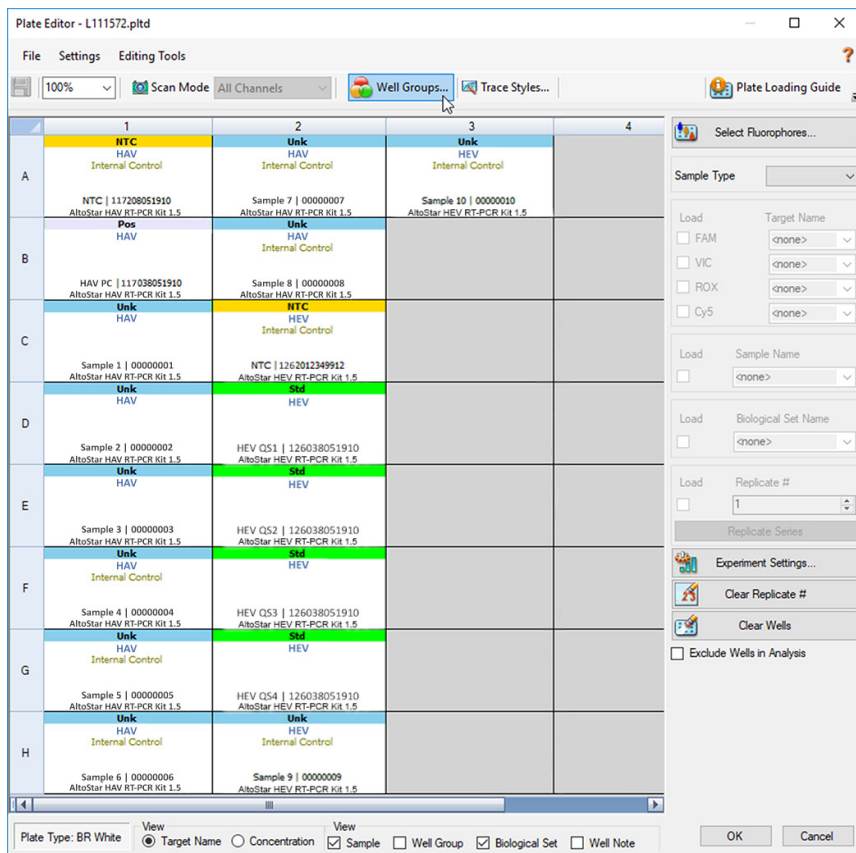 Plate Editor - L111572.pltd
File Settings Editing Tools ?
100% Scan Mode All Channels Well Groups... Trace Styles... Plate Loading Guide
1 2 3 4
A
NTC
HAV
Internal Control
NTC | 117208051910
AltoStar HAV RT-PCR Kit 1.5
Unk
HAV
Internal Control
Sample 7 | 00000007
AltoStar HAV RT-PCR Kit 1.5
Unk
HEV
Internal Control
Sample 10 | 00000010
AltoStar HEV RT-PCR Kit 1.5
B
Pos
HAV
HAV PC | 117038051910
AltoStar HAV RT-PCR Kit 1.5
Unk
HAV
Internal Control
Sample 8 | 00000008
AltoStar HAV RT-PCR Kit 1.5
C
Unk
HAV
Sample 1 | 00000001
AltoStar HAV RT-PCR Kit 1.5
NTC
HEV
Internal Control
NTC | 1262012349912
AltoStar HEV RT-PCR Kit 1.5
D
Unk
HAV
Sample 2 | 00000002
AltoStar HAV RT-PCR Kit 1.5
Std
HEV
HEV QS1 | 126038051910
AltoStar HEV RT-PCR Kit 1.5
E
Unk
HAV
Sample 3 | 00000003
AltoStar HAV RT-PCR Kit 1.5
Std
HEV
HEV QS2 | 126038051910
AltoStar HEV RT-PCR Kit 1.5
F
Unk
HAV
Internal Control
Sample 4 | 00000004
AltoStar HAV RT-PCR Kit 1.5
Std
HEV
HEV QS3 | 126038051910
AltoStar HEV RT-PCR Kit 1.5
G
Unk
HAV
Internal Control
Sample 5 | 00000005
AltoStar HAV RT-PCR Kit 1.5
Std
HEV
HEV QS4 | 126038051910
AltoStar HEV RT-PCR Kit 1.5
H
Unk
HAV
Internal Control
Sample 6 | 00000006
AltoStar HAV RT-PCR Kit 1.5
Unk
HEV
Internal Control
Sample 9 | 00000009
AltoStar HEV RT-PCR Kit 1.5
Select Fluorophores...
Sample Type
Load Target Name
FAM <none>
VIC <none>
ROX <none>
Cy5 <none>
Load Sample Name
<none>
Load Biological Set Name
<none>
Load Replicate #
1
Replicate Series
Experiment Settings...
Clear Replicate #
Clear Wells
Exclude Wells in Analysis
Plate Type: BR White
View
Target Name Concentration
View
Sample Well Group Biological Set Well Note
OK Cancel